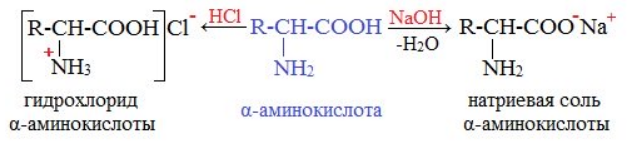 [R-CH-COOH]Cl⁻ HCl R-CH-COOH NaOH R-CH-COO⁻Na⁺
-H₂O
+
NH₃ NH₂ NH₂
гидрохлорид α-аминокислота натриевая соль
α-аминокислоты α-аминокислоты